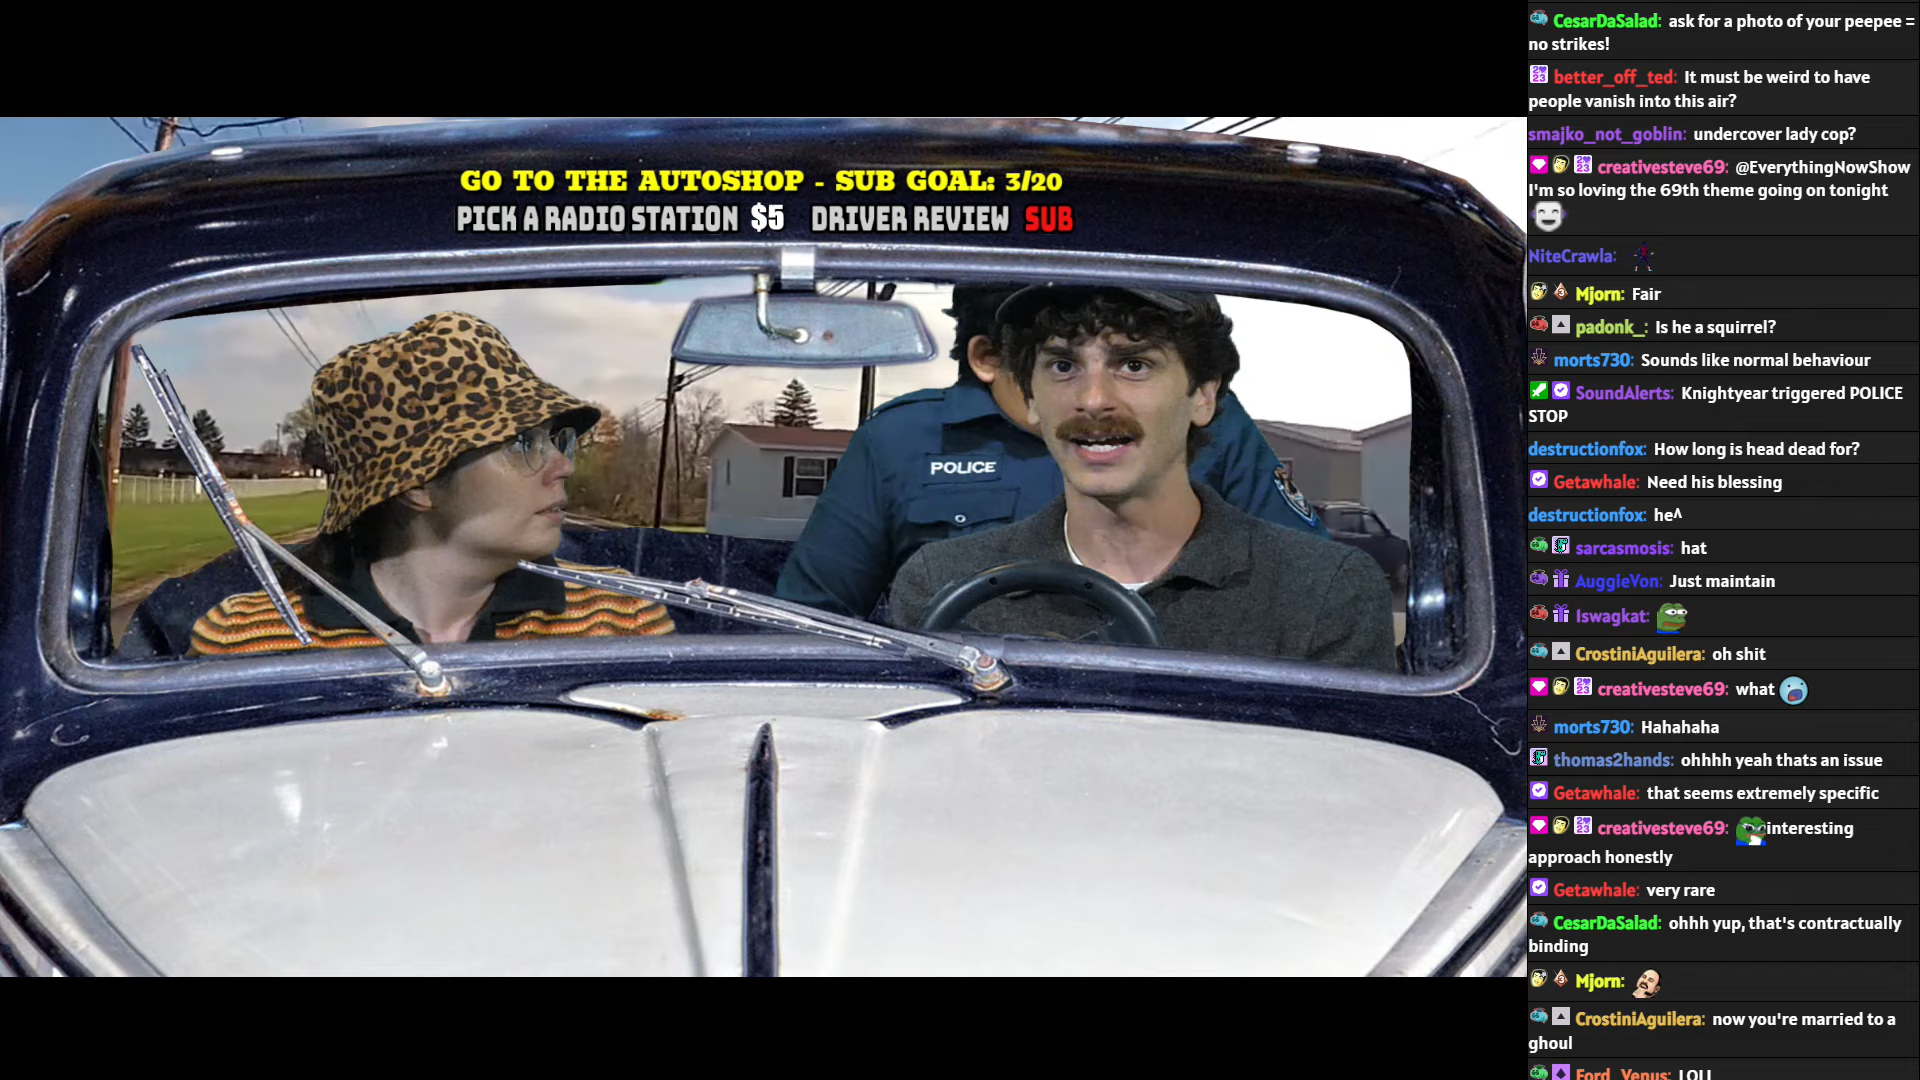 GO TO THE AUTOSHOP - SUB GOAL: 3/20
PICK A RADIO STATION $5 DRIVER REVIEW SUB
POLICE
CesarDaSalad: ask for a photo of your peepee =
no strikes!
better_off_ted: It must be weird to have
people vanish into this air?
smajko_not_goblin: undercover lady cop?
creativesteve69: @EverythingNowShow
I'm so loving the 69th theme going on tonight
NiteCrawla:
Mjorn: Fair
padonk_: Is he a squirrel?
morts730: Sounds like normal behaviour
SoundAlerts: Knightyear triggered POLICE
STOP
destructionfox: How long is head dead for?
Getawhale: Need his blessing
destructionfox: he^
sarcasmosis: hat
AuggieVon: Just maintain
Iswagkat:
CrostiniAguilera: oh shit
creativesteve69: what
morts730: Hahahaha
thomas2hands: ohhhh yeah thats an issue
Getawhale: that seems extremely specific
creativesteve69: interesting
approach honestly
Getawhale: very rare
CesarDaSalad: ohhh yup, that's contractually
binding
Mjorn:
CrostiniAguilera: now you're married to a
ghoul
Ford_Venus: LOLL